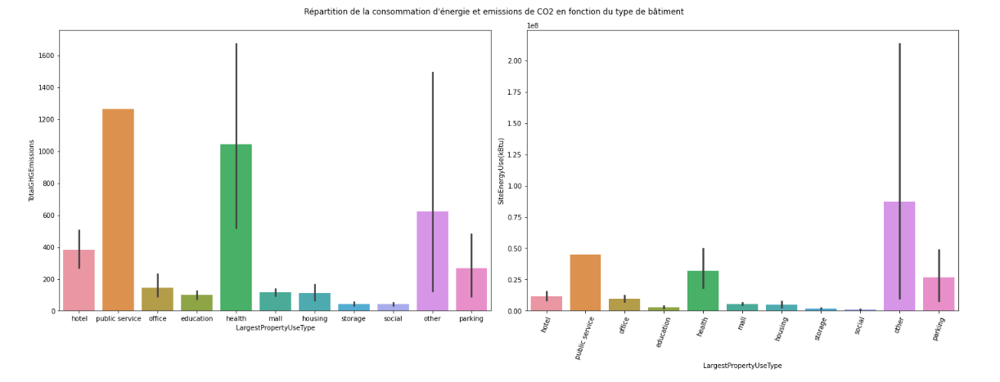 Répartition de la consommation d'énergie et emissions de CO2 en fonction du type de bâtiment
1600
1400
1200
1000
800
600
400
200
0
TotalGHGEmissions
hotel public service office education health mall housing storage social other parking
LargestPropertyUseType
1e8
2.00
1.75
1.50
1.25
1.00
0.75
0.50
0.25
0.00
SiteEnergyUse(kBtu)
hotel public service office education health mall housing storage social other parking
LargestPropertyUseType